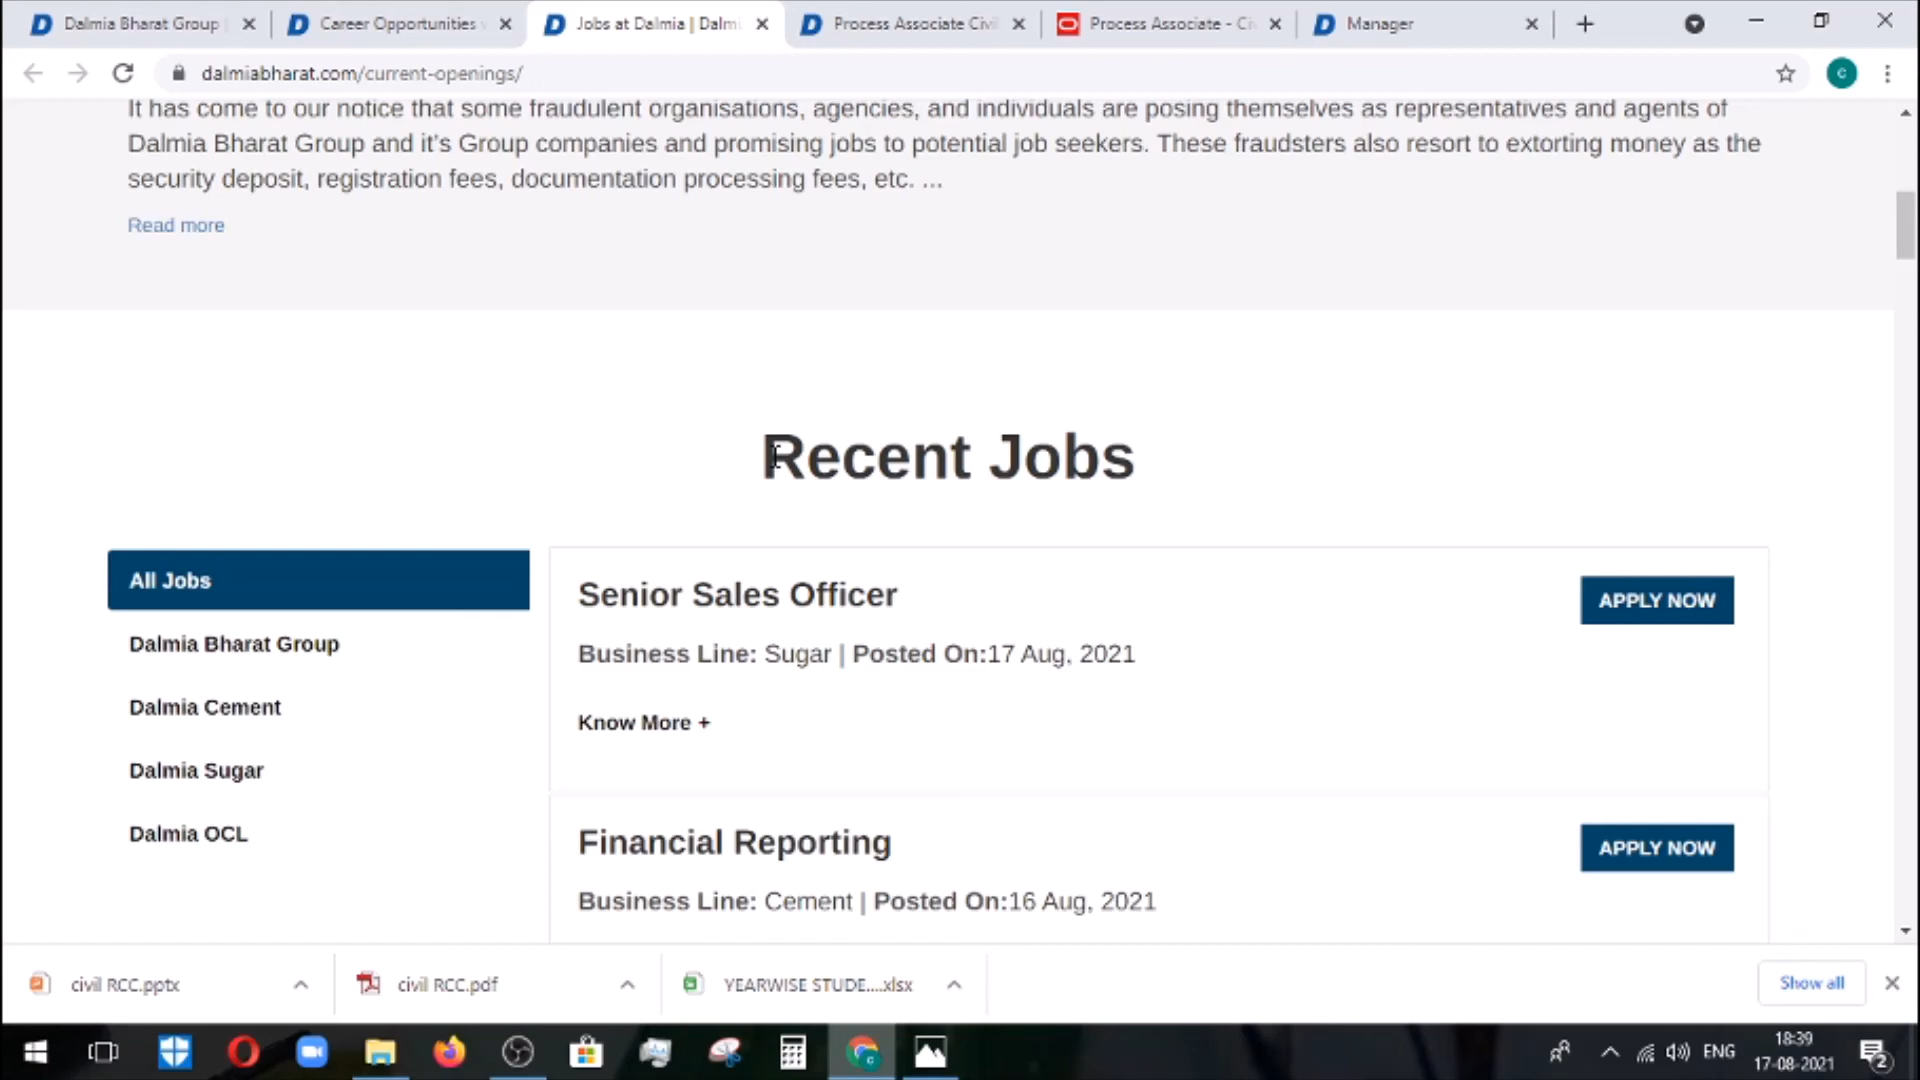 Dalmia Bharat Group
Career Opportunities
Jobs at Dalmia | Dalmi
Process Associate Civi
Process Associate - Ci
Manager
dalmiabharat.com/current-openings/
C
It has come to our notice that some fraudulent organisations, agencies, and individuals are posing themselves as representatives and agents of
Dalmia Bharat Group and it's Group companies and promising jobs to potential job seekers. These fraudsters also resort to extorting money as the
security deposit, registration fees, documentation processing fees, etc. ...
Read more
Recent Jobs
All Jobs
Dalmia Bharat Group
Dalmia Cement
Dalmia Sugar
Dalmia OCL
Senior Sales Officer
APPLY NOW
Business Line: Sugar | Posted On:17 Aug, 2021
Know More +
Financial Reporting
APPLY NOW
Business Line: Cement | Posted On:16 Aug, 2021
civil RCC.pptx
civil RCC.pdf
YEARWISE STUDE....xlsx
Show all
ENG
18:39
17-08-2021
2